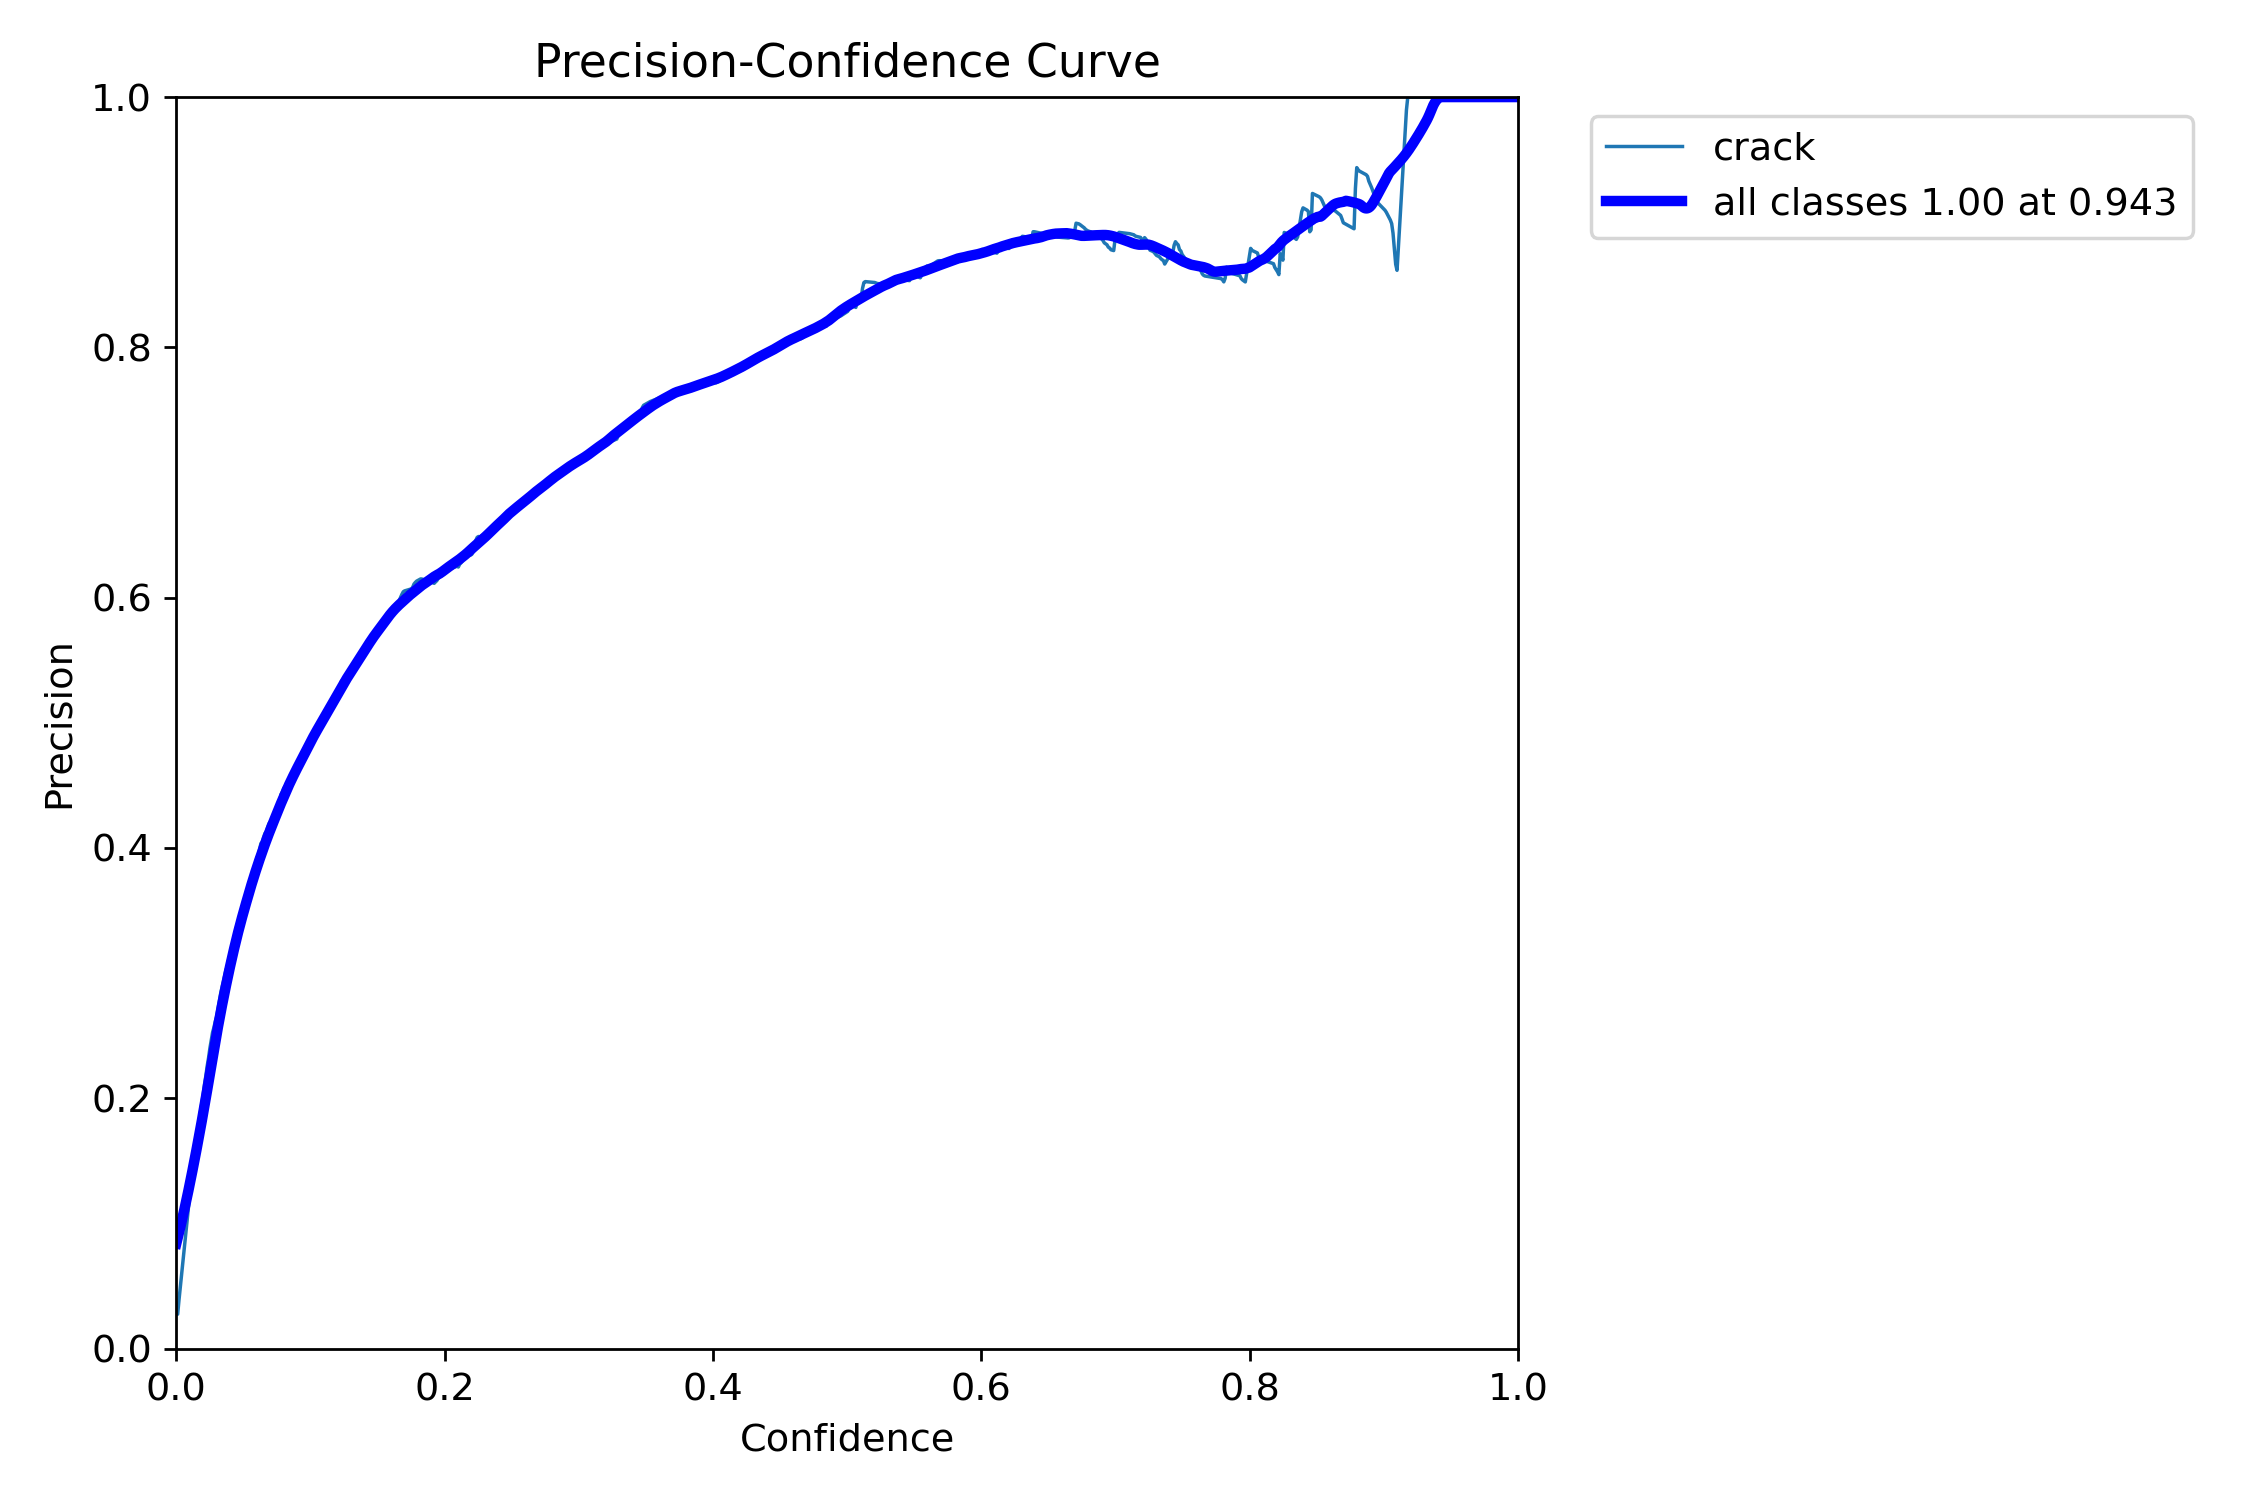 Precision-Confidence Curve
1.0
0.8
0.6
0.4
0.2
0.0
Precision
0.0 0.2 0.4 0.6 0.8 1.0
Confidence
crack
all classes 1.00 at 0.943